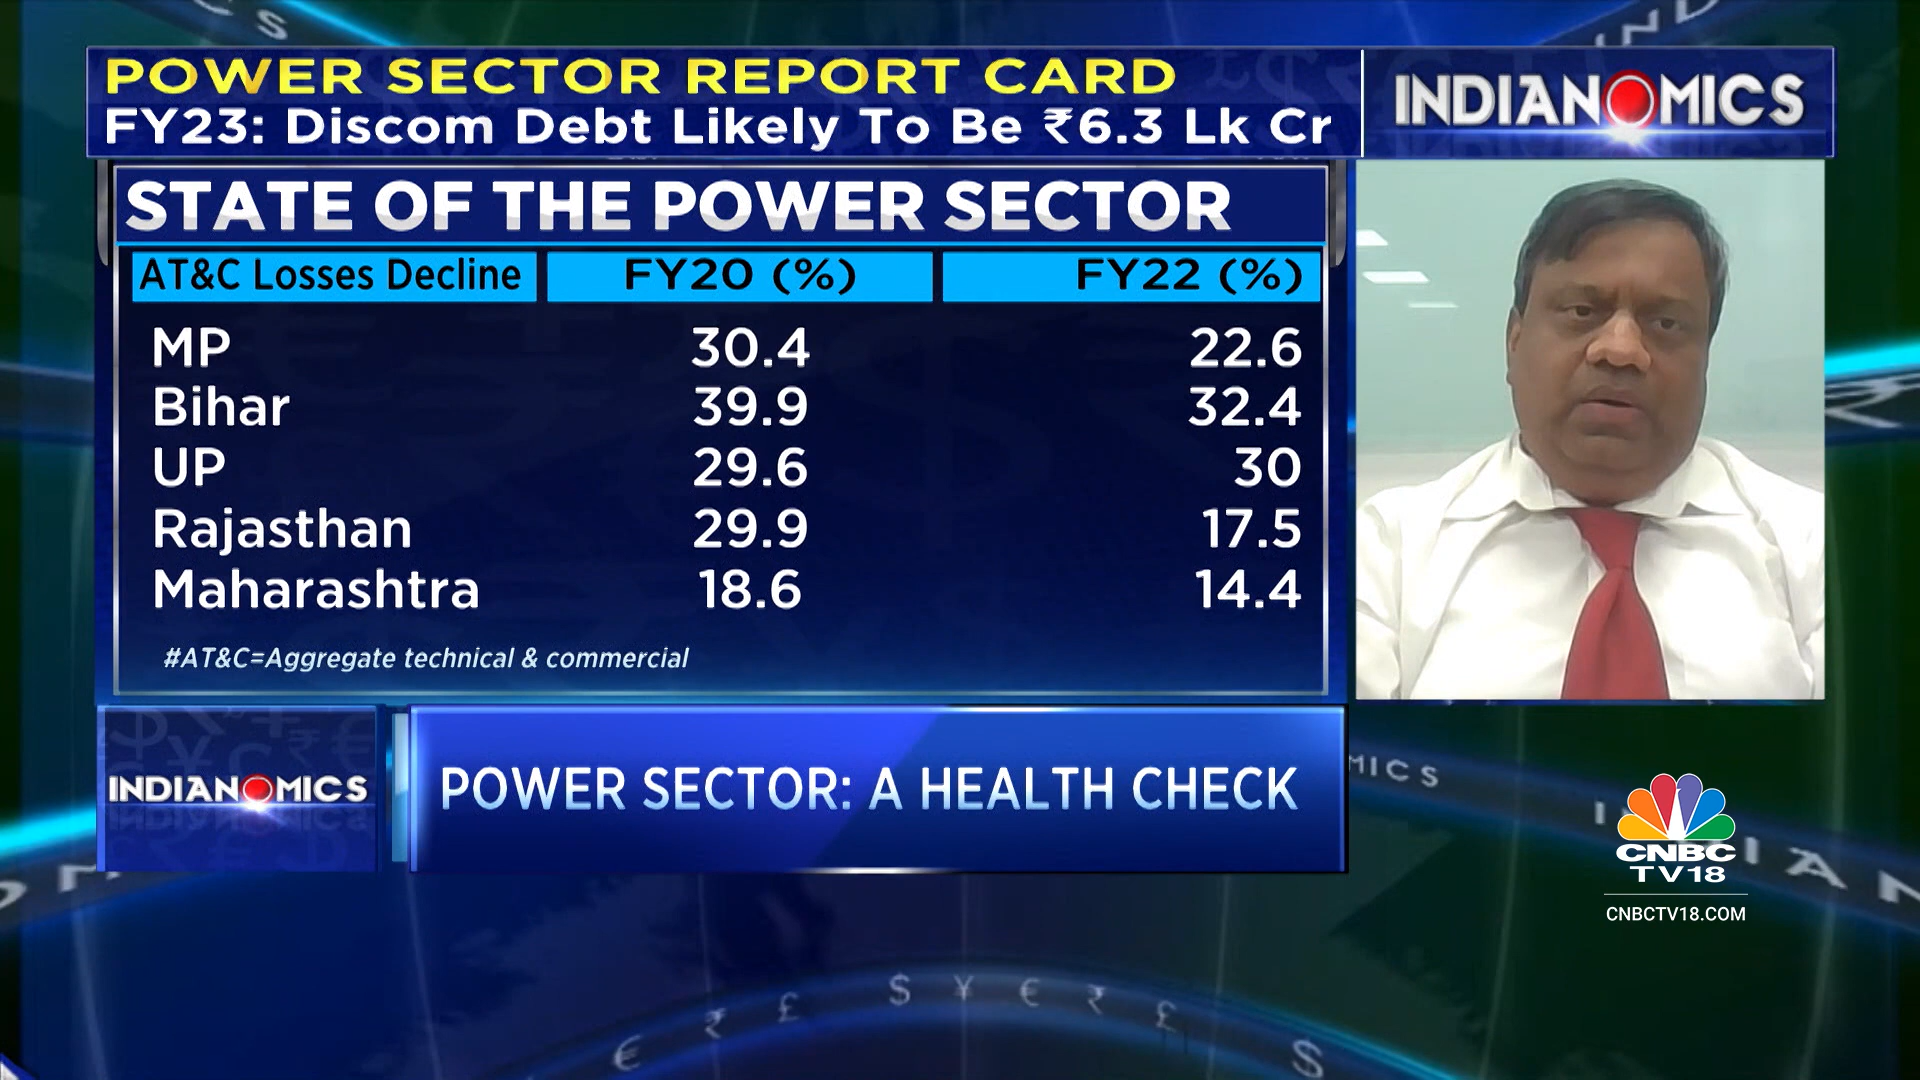 POWER SECTOR REPORT CARD
FY23: Discom Debt Likely To Be ₹6.3 Lk Cr
INDIANOMICS
STATE OF THE POWER SECTOR
AT&C Losses Decline FY20 (%) FY22 (%)
MP 30.4 22.6
Bihar 39.9 32.4
UP 29.6 30
Rajasthan 29.9 17.5
Maharashtra 18.6 14.4
#AT&C=Aggregate technical & commercial
INDIANOMICS
POWER SECTOR: A HEALTH CHECK
CNBC
TV18
CNBCTV18.COM